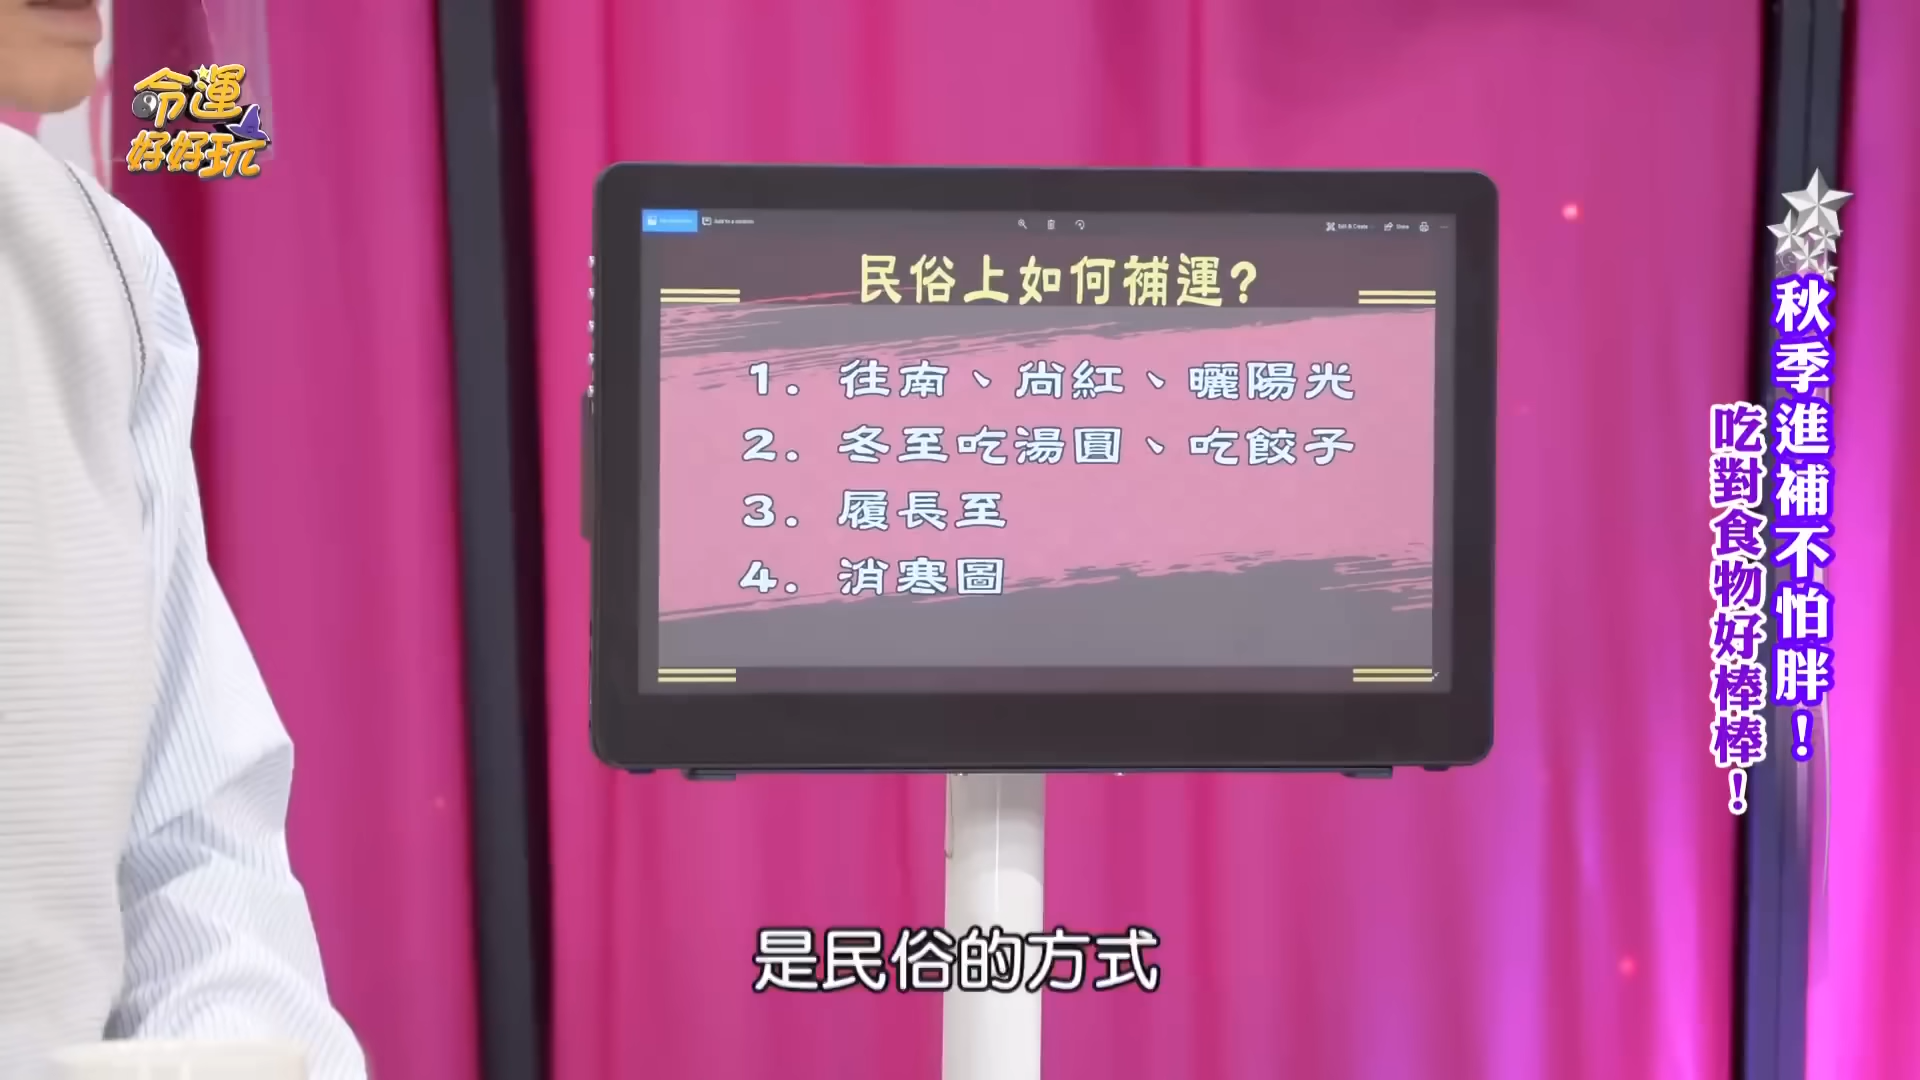 命運
好好玩
Edit & Create
Share
民俗上如何補運?
1. 往南、尚紅、曬陽光
2. 冬至吃湯圓、吃餃子
3. 履長至
4. 消寒圖
秋季進補不怕胖!
吃對食物好棒棒!
是民俗的方式